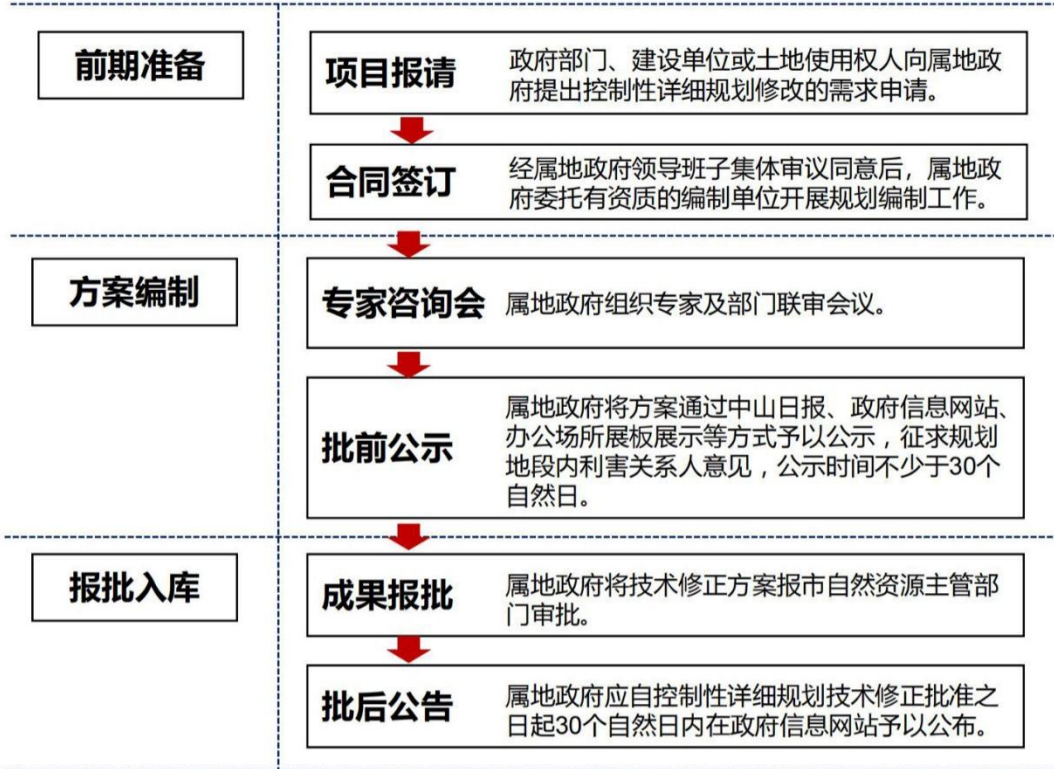 前期准备
项目报请
政府部门、建设单位或土地使用权人向属地政
府提出控制性详细规划修改的需求申请。
合同签订
经属地政府领导班子集体审议同意后，属地政
府委托有资质的编制单位开展规划编制工作。
方案编制
专家咨询会
属地政府组织专家及部门联审会议。
批前公示
属地政府将方案通过中山日报、政府信息网站、
办公场所展板展示等方式予以公示，征求规划
地段内利害关系人意见，公示时间不少于30个
自然日。
报批入库
成果报批
属地政府将技术修正方案报市自然资源主管部
门审批。
批后公告
属地政府应自控制性详细规划技术修正批准之
日起30个自然日内在政府信息网站予以公布。